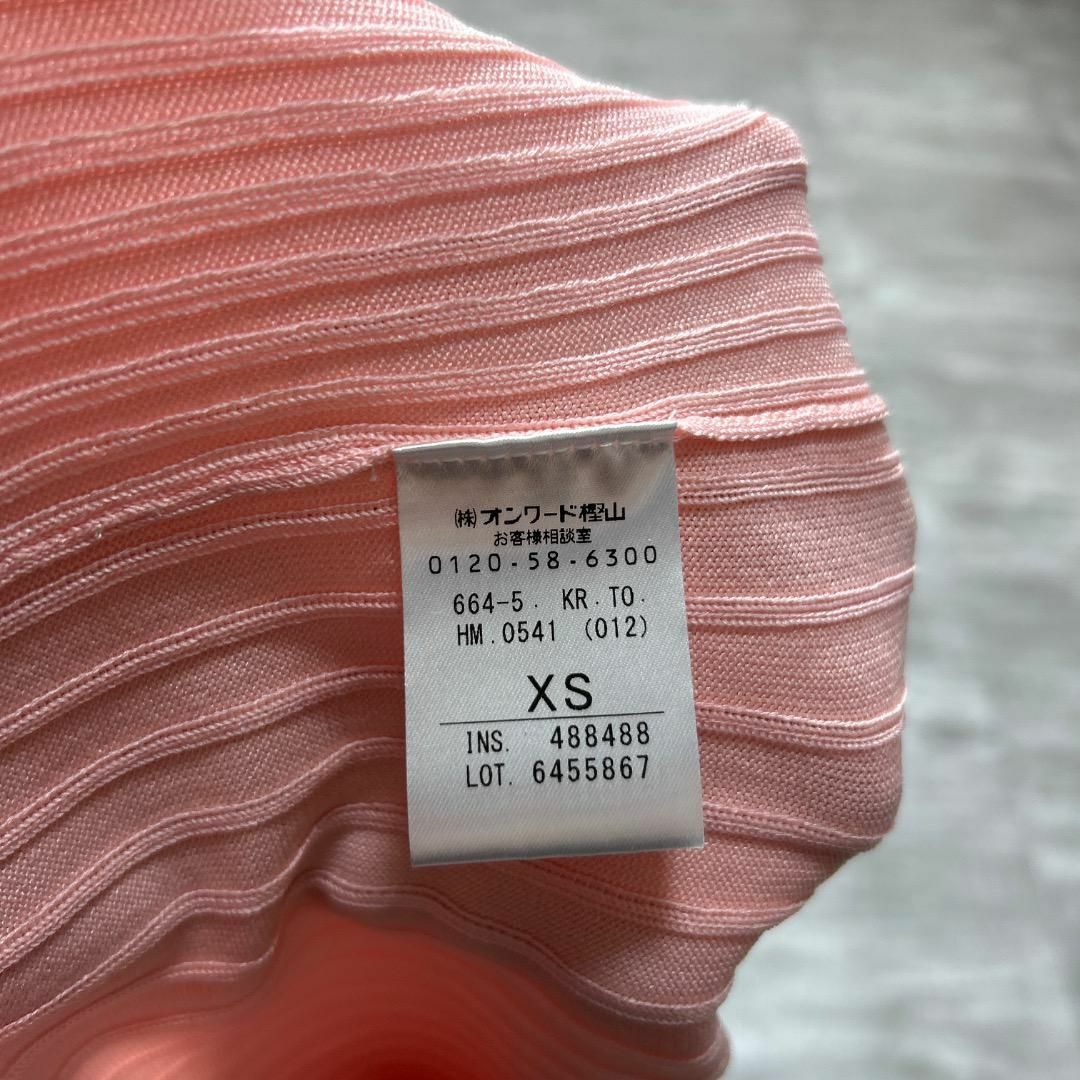 ㈱オンワード樫山
お客様相談室
0120-58-6300
664-5. KR.TO.
HM.0541 (012)
XS
INS. 488488
LOT. 6455867